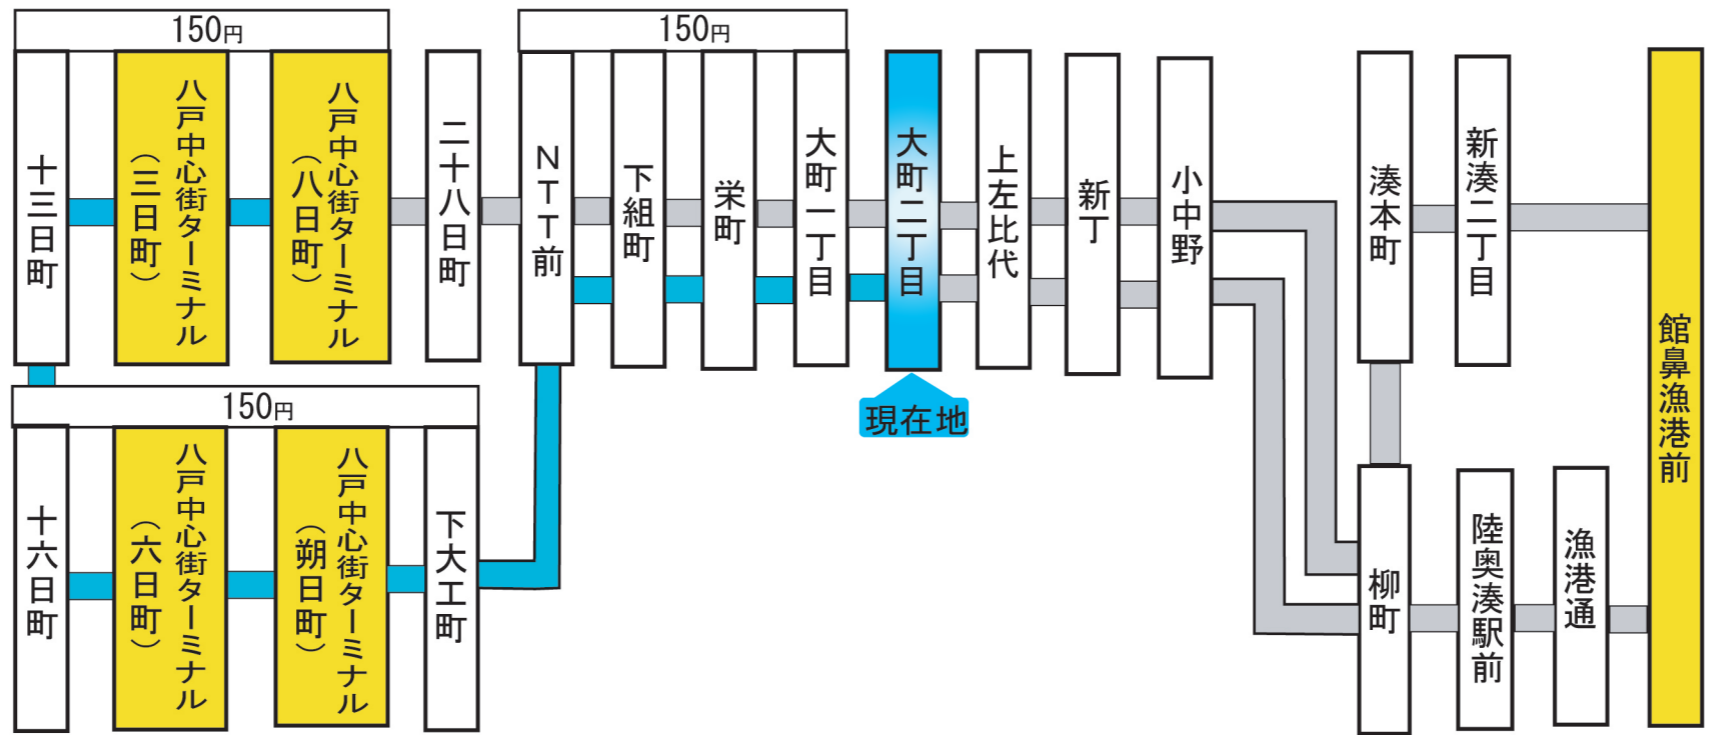 150円
十三日町
八戸中心街ターミナル
（三日町）
八戸中心街ターミナル
（八日町）
二十八日町
150円
NTT前
下組町
栄町
大町一丁目
大町二丁目
現在地
上左比代
新丁
小中野
湊本町
新湊二丁目
館鼻漁港前
150円
十六日町
八戸中心街ターミナル
（六日町）
八戸中心街ターミナル
（朔日町）
下大工町
柳町
陸奥湊駅前
漁港通